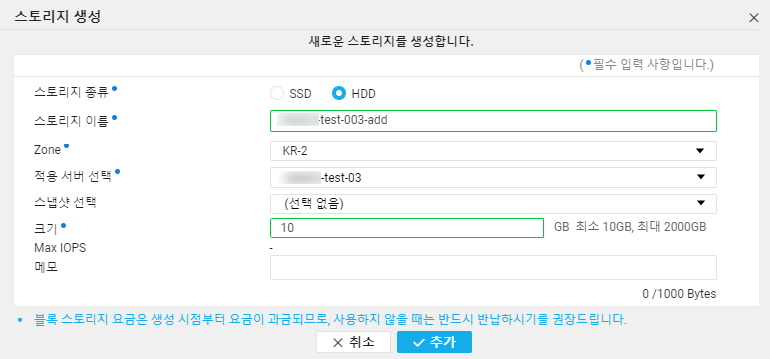 스토리지 생성
새로운 스토리지를 생성합니다.
(•필수 입력 사항입니다.)
스토리지 종류• SSD HDD
스토리지 이름• -test-003-add
Zone• KR-2
적용 서버 선택• -test-03
스냅샷 선택 (선택 없음)
크기• 10 GB 최소 10GB, 최대 2000GB
Max IOPS -
메모
0 /1000 Bytes
• 블록 스토리지 요금은 생성 시점부터 요금이 과금되므로, 사용하지 않을 때는 반드시 반납하시기를 권장드립니다.
취소 추가